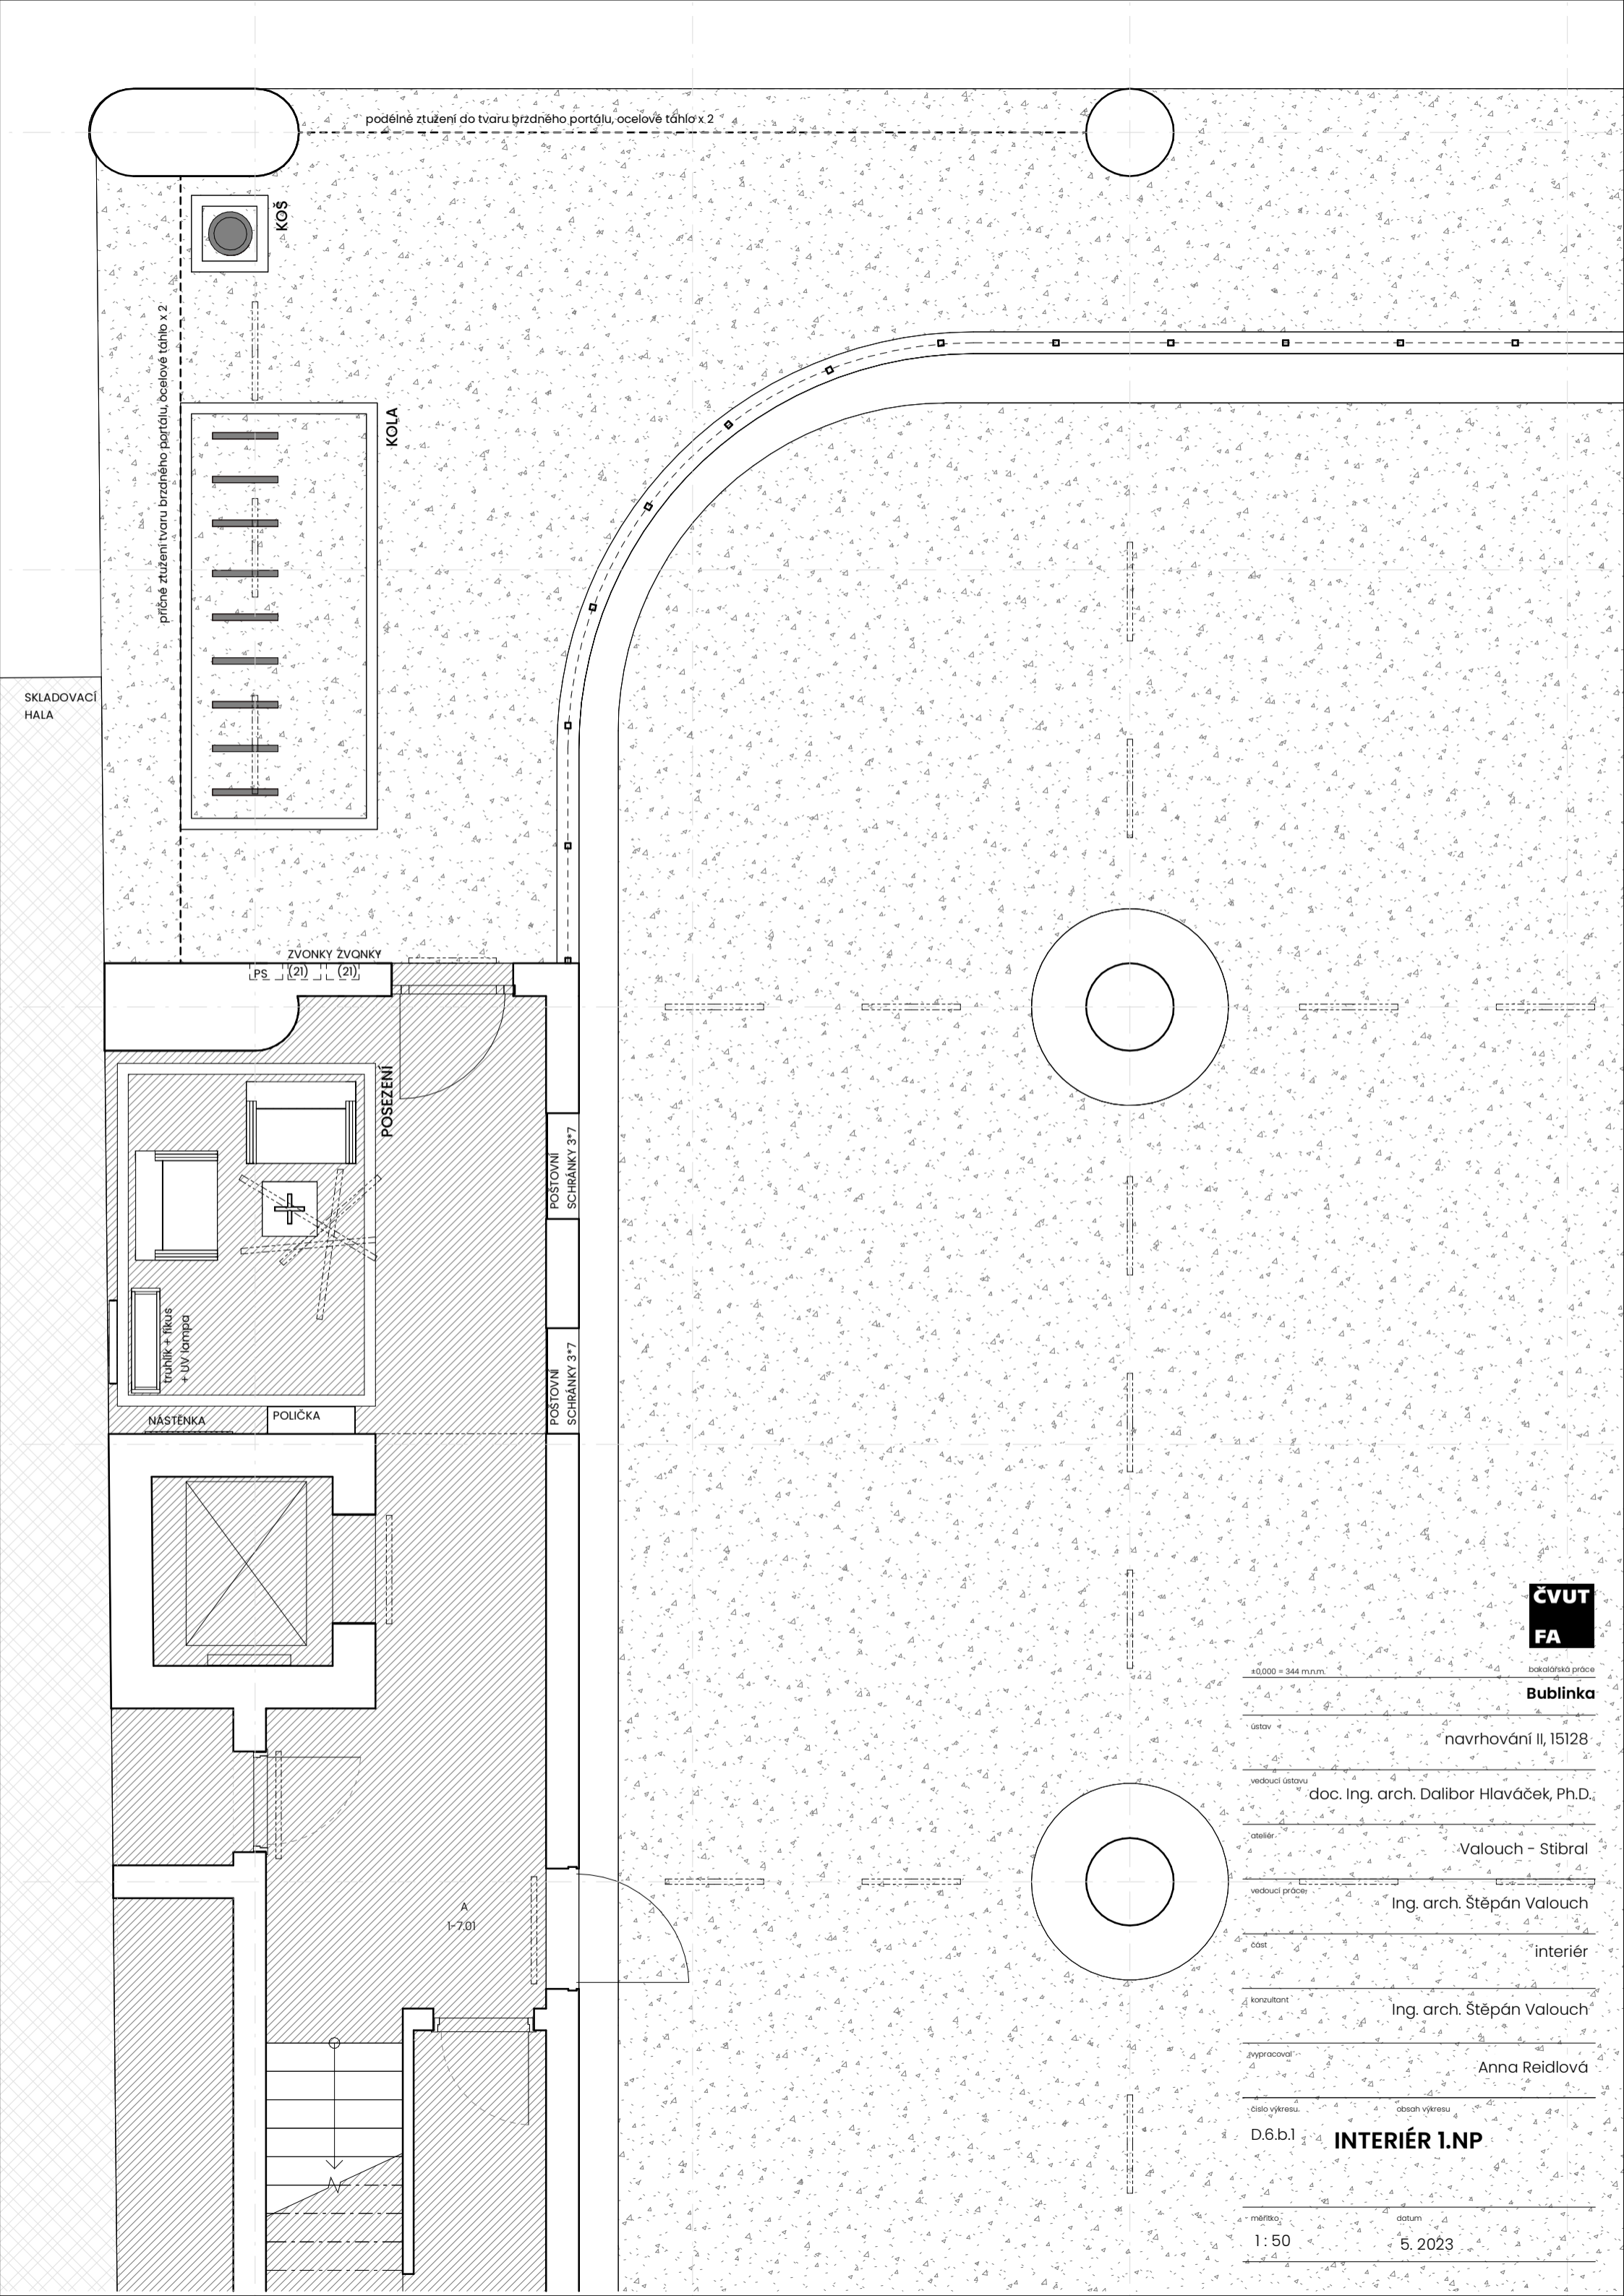 podélné ztužení do tvaru brzdného portálu, ocelové táhlo x 2
KOŠ
příčné ztužení tvaru brzdného portálu, ocelové táhlo x 2
KOLA
SKLADOVACÍ
HALA
ZVONKY ZVONKY
PS (21) (21)
POSEZENÍ
POŠTOVNÍ
SCHRÁNKY 3*7
truhlík + fíkus
+ UV lampa
POŠTOVNÍ
SCHRÁNKY 3*7
NÁSTĚNKA
POLIČKA
A
1-7.01
ČVUT
FA
±0,000 = 344 m.n.m.
bakalářská práce
Bublinka
ústav
navrhování II, 15128
vedoucí ústavu
doc. Ing. arch. Dalibor Hlaváček, Ph.D.
ateliér
Valouch - Stibral
vedoucí práce
Ing. arch. Štěpán Valouch
část
interiér
konzultant
Ing. arch. Štěpán Valouch
vypracoval
Anna Reidlová
číslo výkresu
obsah výkresu
D.6.b.1
INTERIÉR 1.NP
měřítko
datum
1 : 50
5. 2023